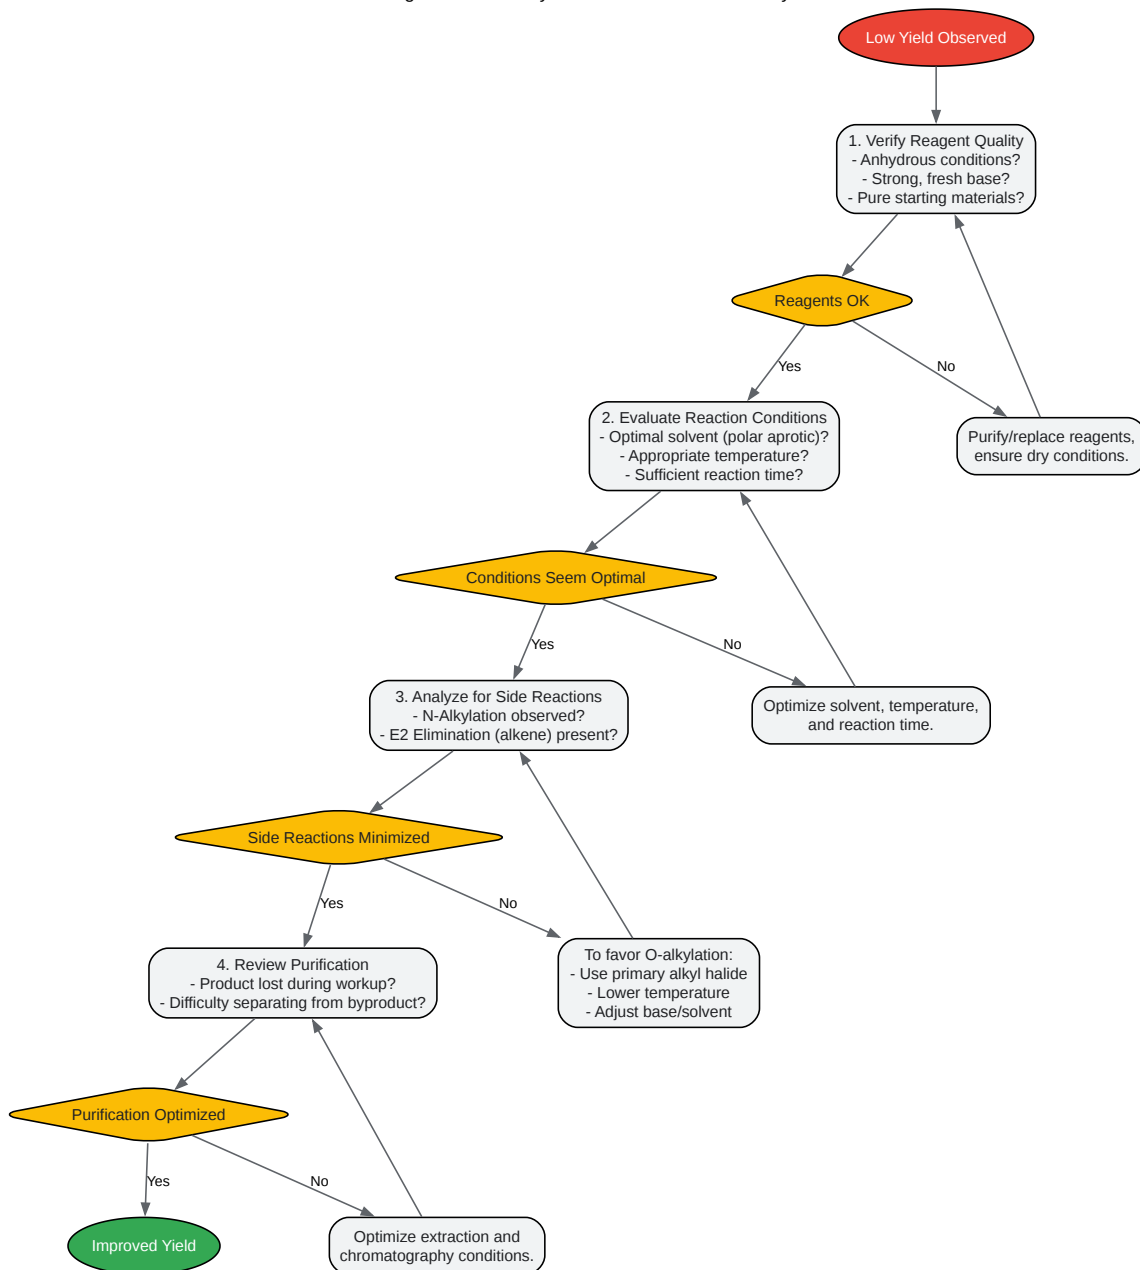 Low Yield Observed
1. Verify Reagent Quality
- Anhydrous conditions?
- Strong, fresh base?
- Pure starting materials?
Reagents OK
Yes
No
2. Evaluate Reaction Conditions
- Optimal solvent (polar aprotic)?
- Appropriate temperature?
- Sufficient reaction time?
Purify/replace reagents,
ensure dry conditions.
Conditions Seem Optimal
Yes
No
3. Analyze for Side Reactions
- N-Alkylation observed?
- E2 Elimination (alkene) present?
Optimize solvent, temperature,
and reaction time.
Side Reactions Minimized
Yes
No
4. Review Purification
- Product lost during workup?
- Difficulty separating from byproduct?
To favor O-alkylation:
- Use primary alkyl halide
- Lower temperature
- Adjust base/solvent
Purification Optimized
Yes
No
Improved Yield
Optimize extraction and
chromatography conditions.